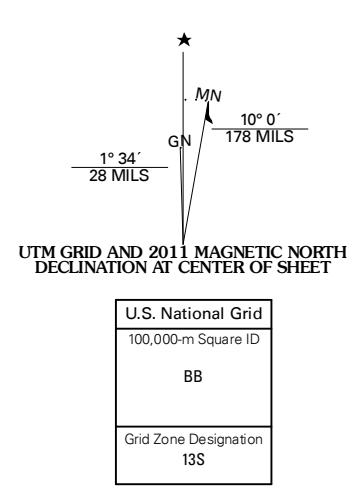 MN
GN
10° 0´
178 MILS
1° 34´
28 MILS
UTM GRID AND 2011 MAGNETIC NORTH
DECLINATION AT CENTER OF SHEET
U.S. National Grid
100,000-m Square ID
BB
Grid Zone Designation
13S